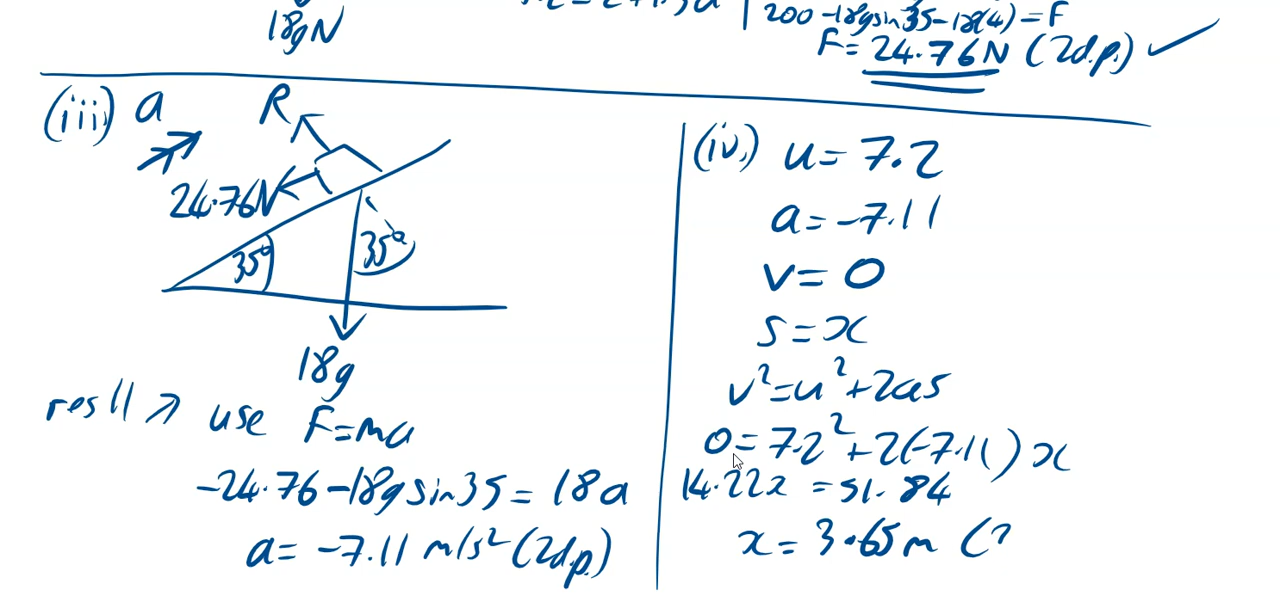 18gN
200-18gsin35-18(4)=F
F=24.76N (2d.p.)
(iii) a
R
24.76N
35°
35°
18g
res // ↗ use F=ma
-24.76-18gsin35=18a
a=-7.11 m/s² (2d.p.)
(iv) u=7.2
a=-7.11
v=0
s=x
v²=u²+2as
0=7.2²+2(-7.11)x
14.22x =51.84
x=3.65m (2